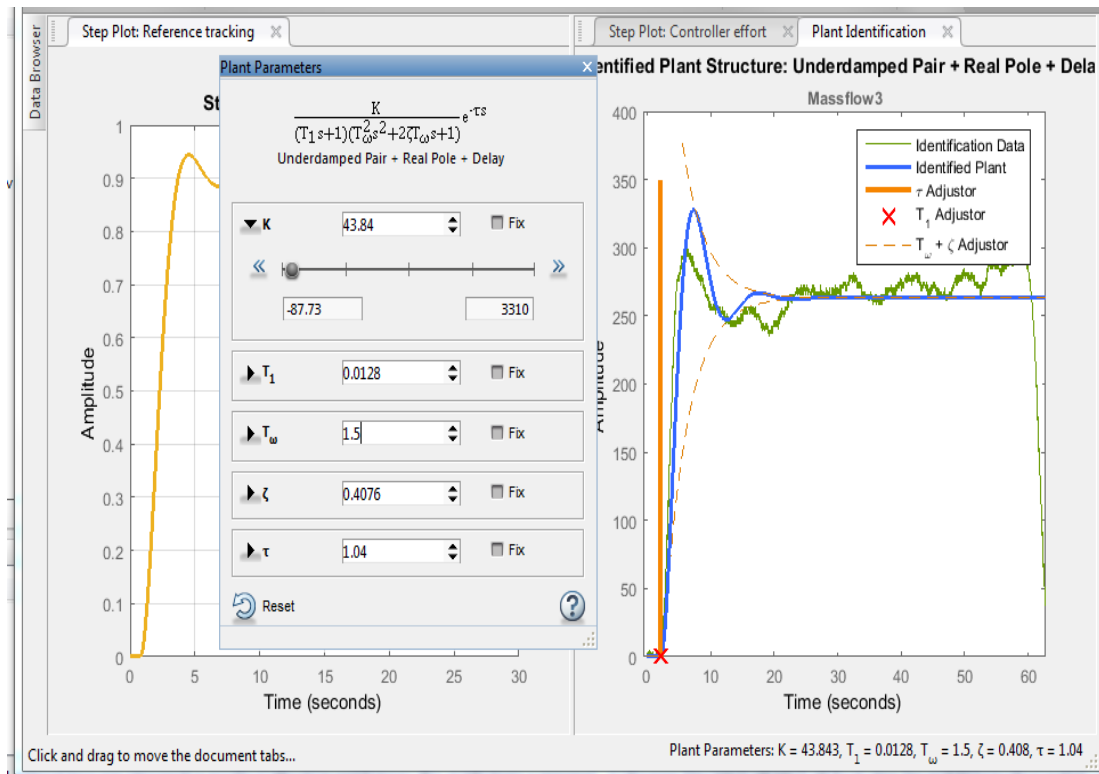 Data Browser
Step Plot: Reference tracking
Step Plot: Controller effort
Plant Identification
Plant Parameters
K
(T1s+1)(Tω²s²+2ζTωs+1) e-τs
Underdamped Pair + Real Pole + Delay
K 43.84 Fix
-87.73 3310
T1 0.0128 Fix
Tω 1.5 Fix
ζ 0.4076 Fix
τ 1.04 Fix
Reset
?
St
1
0.9
0.8
0.7
0.6
0.5
0.4
0.3
0.2
0.1
0
Amplitude
0 5 10 15 20 25 30
Time (seconds)
entified Plant Structure: Underdamped Pair + Real Pole + Dela
Massflow3
Identification Data
Identified Plant
τ Adjustor
T1 Adjustor
Tω + ζ Adjustor
400
350
300
250
200
150
100
50
0
0 10 20 30 40 50 60
Time (seconds)
Click and drag to move the document tabs...
Plant Parameters: K = 43.843, T1 = 0.0128, Tω = 1.5, ζ = 0.408, τ = 1.04